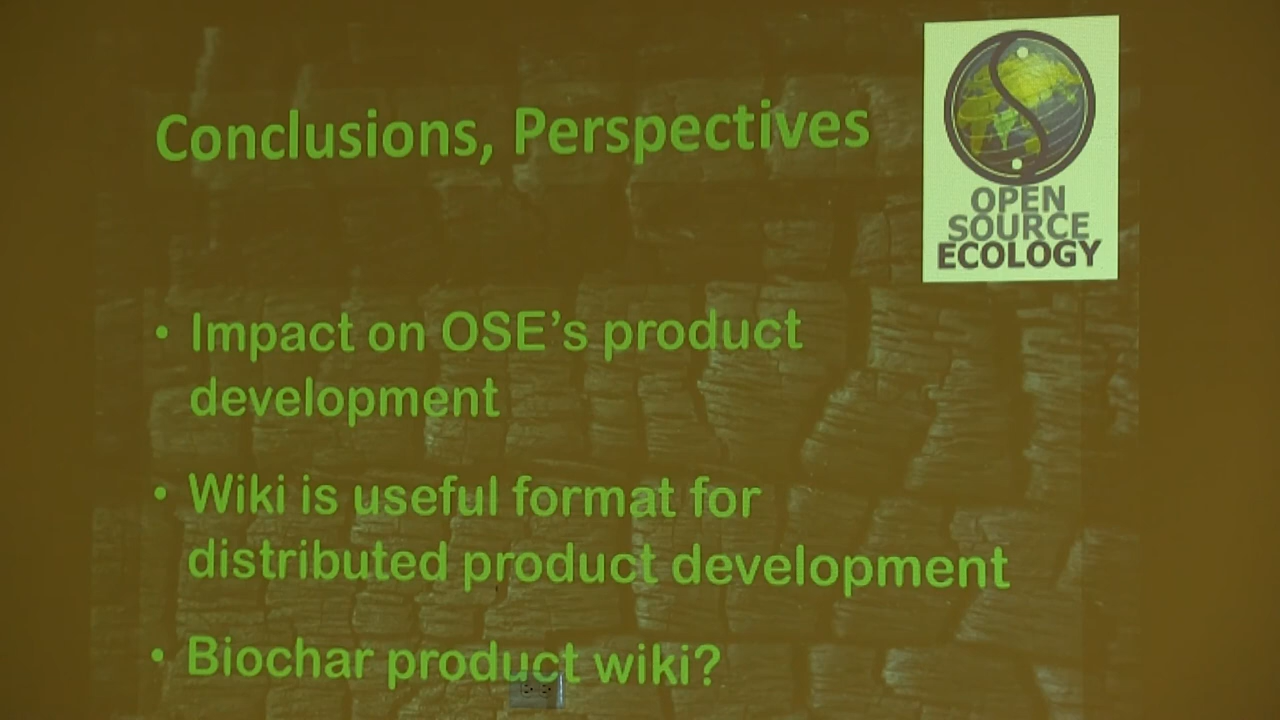 Conclusions, Perspectives
OPEN
SOURCE
ECOLOGY
• Impact on OSE's product
development
• Wiki is useful format for
distributed product development
• Biochar product wiki?